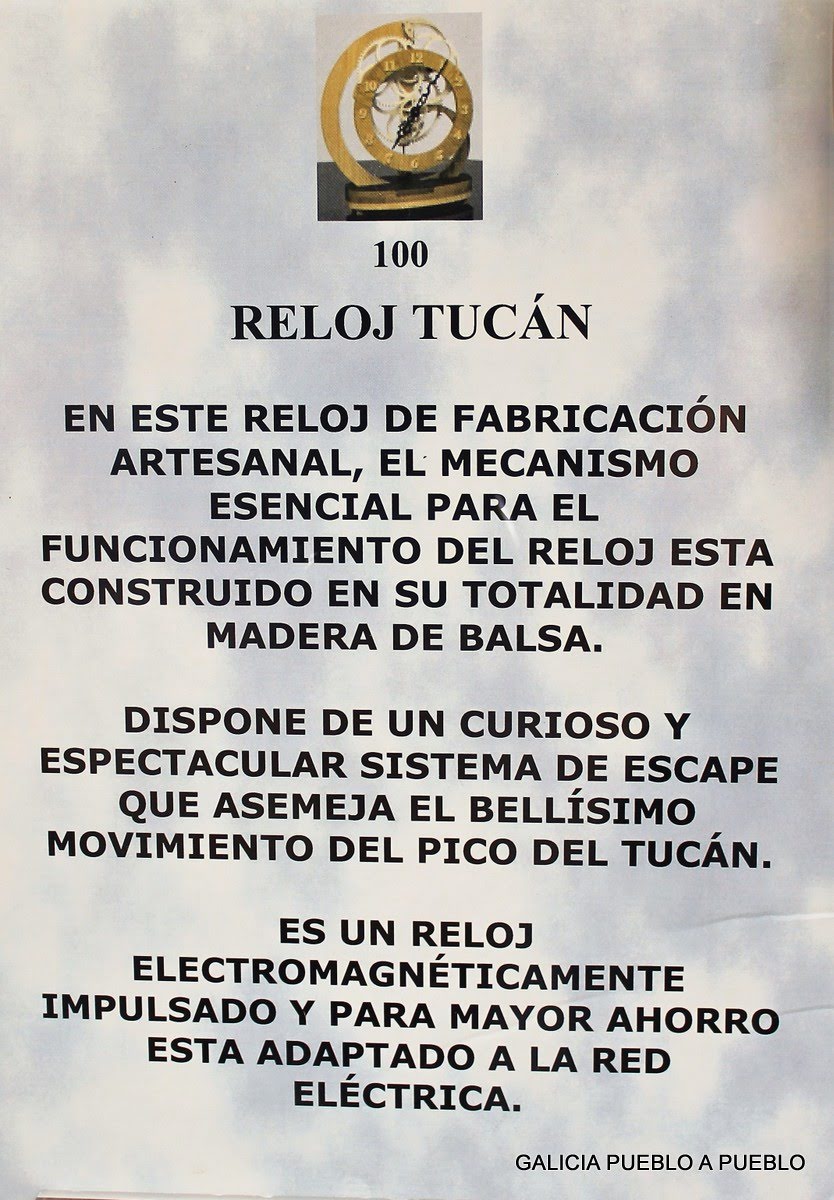 100
RELOJ TUCÁN
EN ESTE RELOJ DE FABRICACIÓN
ARTESANAL, EL MECANISMO
ESENCIAL PARA EL
FUNCIONAMIENTO DEL RELOJ ESTA
CONSTRUIDO EN SU TOTALIDAD EN
MADERA DE BALSA.
DISPONE DE UN CURIOSO Y
ESPECTACULAR SISTEMA DE ESCAPE
QUE ASEMEJA EL BELLÍSIMO
MOVIMIENTO DEL PICO DEL TUCÁN.
ES UN RELOJ
ELECTROMAGNÉTICAMENTE
IMPULSADO Y PARA MAYOR AHORRO
ESTA ADAPTADO A LA RED
ELÉCTRICA.
GALICIA PUEBLO A PUEBLO